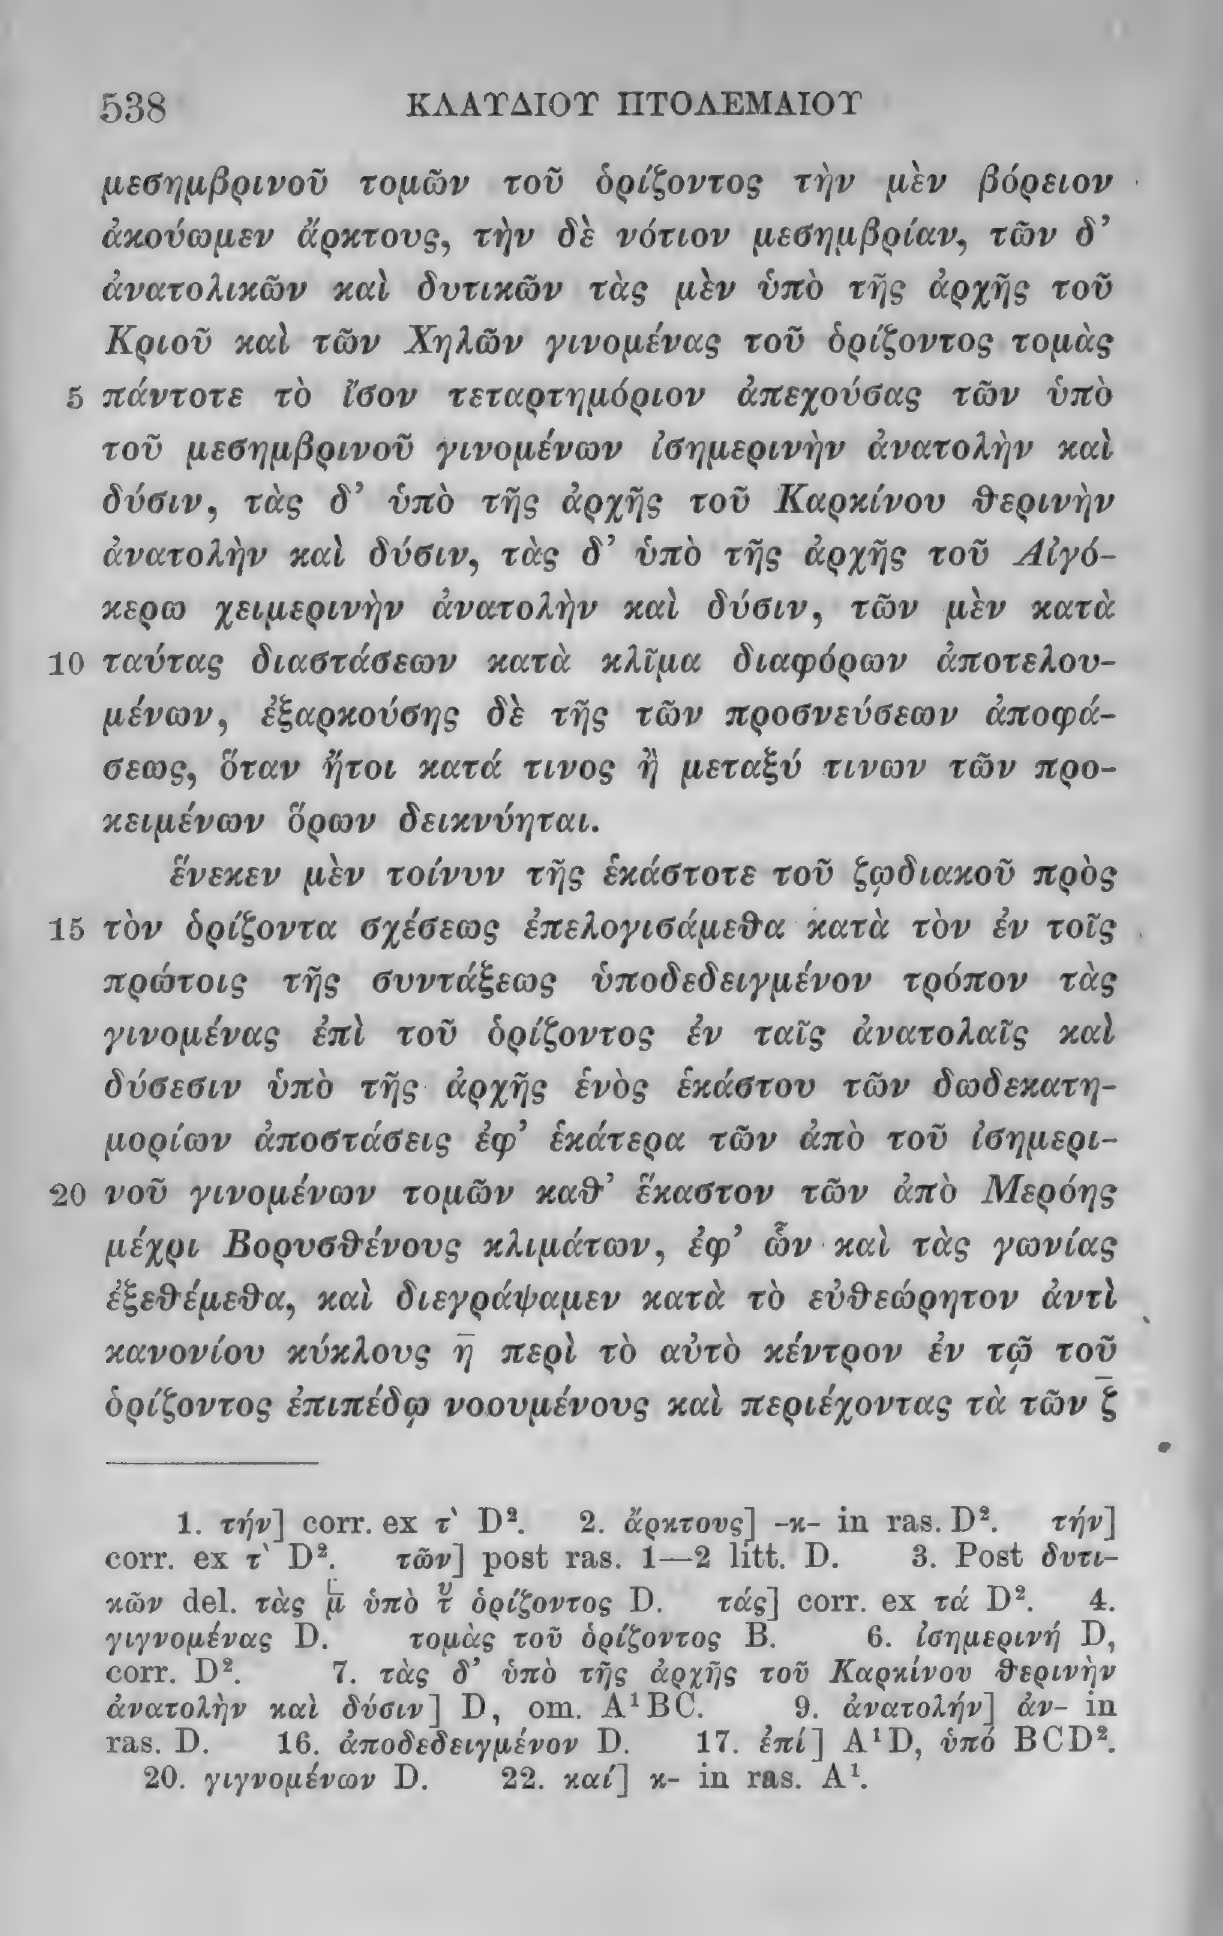 538 ΚΛΑΥΔΙΟΥ ΠΤΟΛΕΜΑΙΟΥ
μεσημβρινοῦ τομῶν τοῦ ὁρίζοντος τὴν μὲν βόρειον
ἀκούωμεν ἄρκτους, τὴν δὲ νότιον μεσημβρίαν, τῶν δ’
ἀνατολικῶν καὶ δυτικῶν τὰς μὲν ὑπὸ τῆς ἀρχῆς τοῦ
Κριοῦ καὶ τῶν Χηλῶν γινομένας τοῦ ὁρίζοντος τομὰς
5 πάντοτε τὸ ἴσον τεταρτημόριον ἀπεχούσας τῶν ὑπὸ
τοῦ μεσημβρινοῦ γινομένων ἰσημερινὴν ἀνατολὴν καὶ
δύσιν, τὰς δ’ ὑπὸ τῆς ἀρχῆς τοῦ Καρκίνου θερινὴν
ἀνατολὴν καὶ δύσιν, τὰς δ’ ὑπὸ τῆς ἀρχῆς τοῦ Αἰγό-
κερω χειμερινὴν ἀνατολὴν καὶ δύσιν, τῶν μὲν κατὰ
10 ταύτας διαστάσεων κατὰ κλῖμα διαφόρων ἀποτελου-
μένων, ἐξαρκούσης δὲ τῆς τῶν προσνεύσεων ἀποφά-
σεως, ὅταν ἤτοι κατά τινος ἢ μεταξύ τινων τῶν προ-
κειμένων ὅρων δεικνύηται.
ἕνεκεν μὲν τοίνυν τῆς ἑκάστοτε τοῦ ζῳδιακοῦ πρὸς
15 τὸν ὁρίζοντα σχέσεως ἐπελογισάμεθα κατὰ τὸν ἐν τοῖς
πρώτοις τῆς συντάξεως ὑποδεδειγμένον τρόπον τὰς
γινομένας ἐπὶ τοῦ ὁρίζοντος ἐν ταῖς ἀνατολαῖς καὶ
δύσεσιν ὑπὸ τῆς ἀρχῆς ἑνὸς ἑκάστου τῶν δωδεκατη-
μορίων ἀποστάσεις ἐφ’ ἑκάτερα τῶν ἀπὸ τοῦ ἰσημερι-
20 νοῦ γινομένων τομῶν καθ’ ἕκαστον τῶν ἀπὸ Μερόης
μέχρι Βορυσθένους κλιμάτων, ἐφ’ ὧν καὶ τὰς γωνίας
ἐξεθέμεθα, καὶ διεγράψαμεν κατὰ τὸ εὐθεώρητον ἀντὶ
κανονίου κύκλους η̅ περὶ τὸ αὐτὸ κέντρον ἐν τῷ τοῦ
ὁρίζοντος ἐπιπέδῳ νοουμένους καὶ περιέχοντας τὰ τῶν ζ̅
1. τήν] corr. ex τ̀ D². 2. ἄρκτους] -κ- in ras. D². τήν]
corr. ex τ̀ D². τῶν] post ras. 1—2 litt. D. 3. Post δυτι-
κῶν del. τὰς μ̅ ὑπὸ τ ὁρίζοντος D. τάς] corr. ex τά D². 4.
γιγνομένας D. τομὰς τοῦ ὁρίζοντος B. 6. ἰσημερινή D,
corr. D². 7. τὰς δ’ ὑπὸ τῆς ἀρχῆς τοῦ Καρκίνου θερινὴν
ἀνατολὴν καὶ δύσιν] D, om. A¹BC. 9. ἀνατολήν] ἀν- in
ras. D. 16. ἀποδεδειγμένον D. 17. ἐπί] A¹D, ὑπό BCD².
20. γιγνομένων D. 22. καί] κ- in ras. A¹.